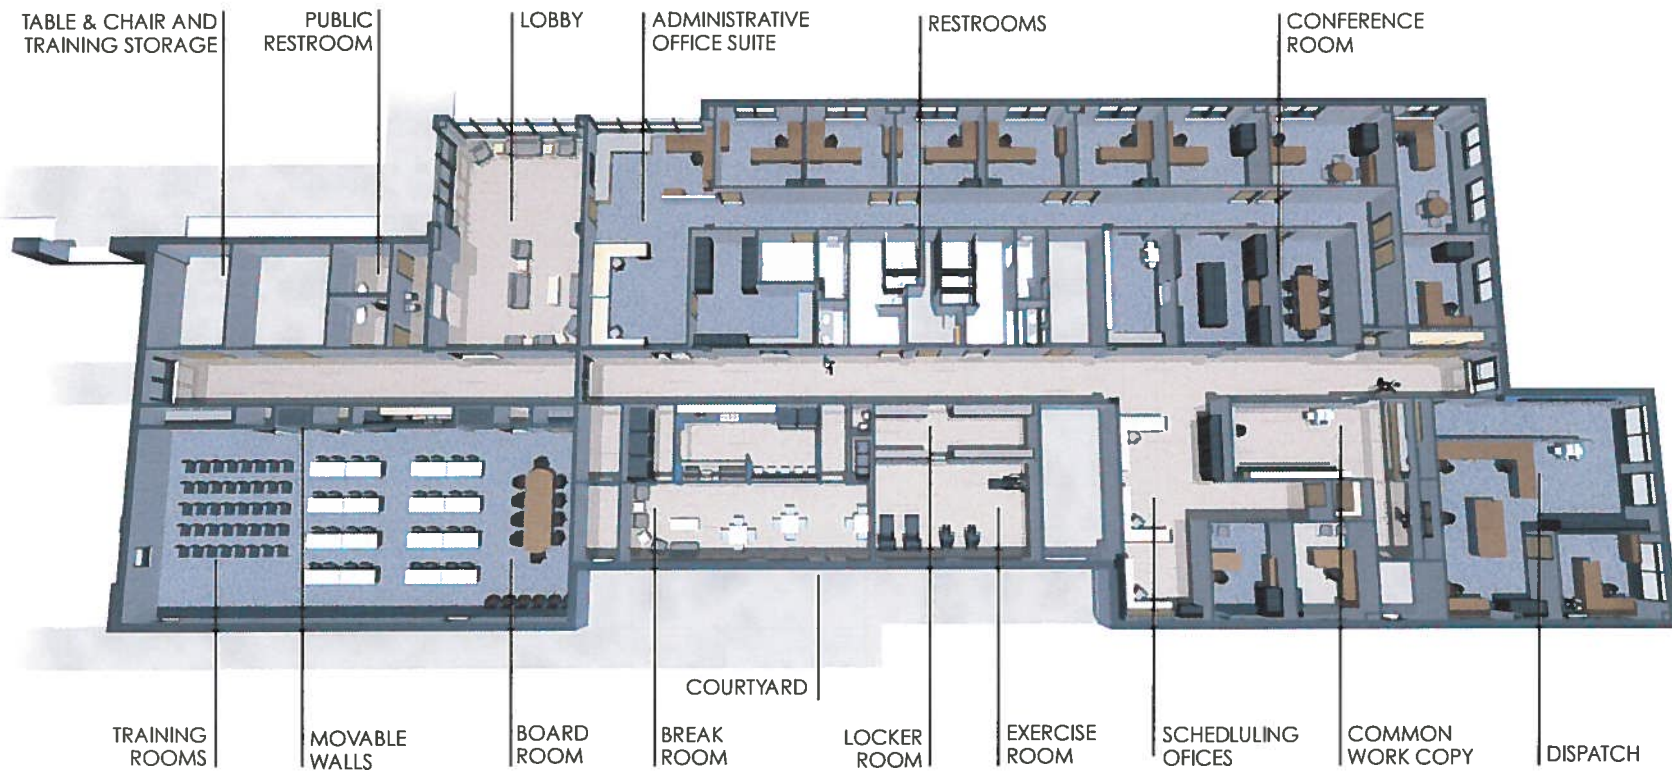 TABLE & CHAIR AND
TRAINING STORAGE
PUBLIC
RESTROOM
LOBBY
ADMINISTRATIVE
OFFICE SUITE
RESTROOMS
CONFERENCE
ROOM
COURTYARD
TRAINING
ROOMS
MOVABLE
WALLS
BOARD
ROOM
BREAK
ROOM
LOCKER
ROOM
EXERCISE
ROOM
SCHEDLULING
OFICES
COMMON
WORK COPY
DISPATCH